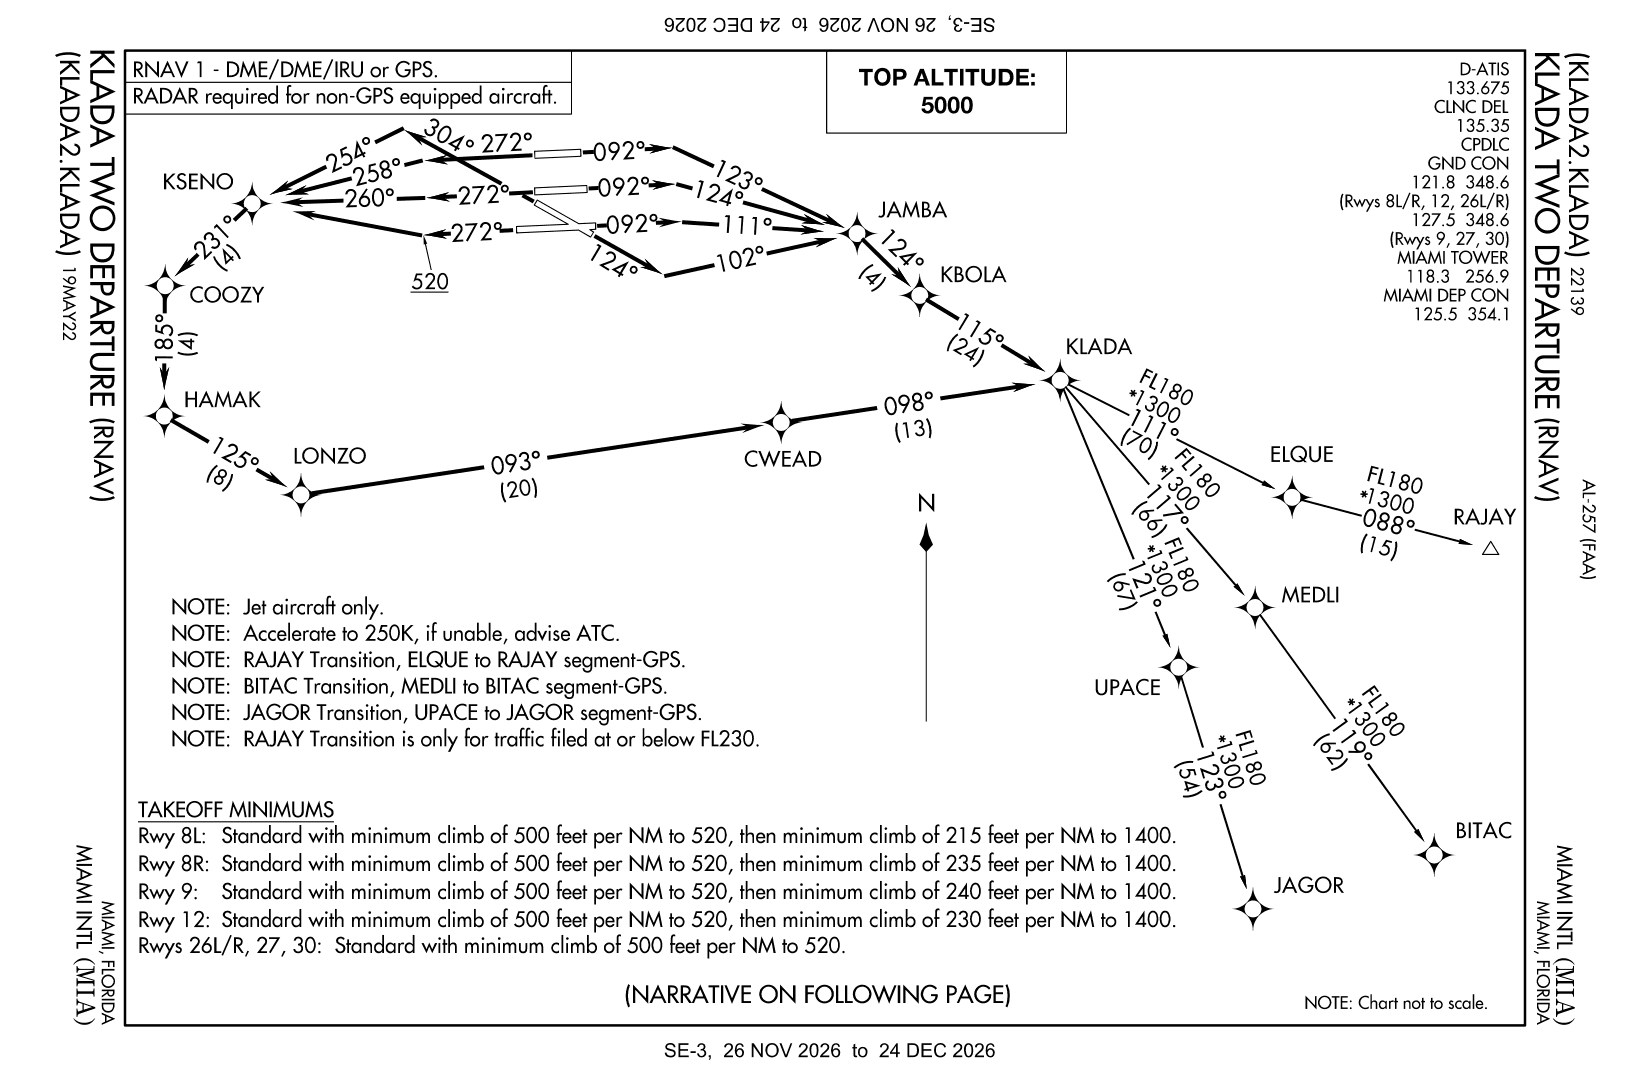 SE-3, 26 NOV 2026 to 24 DEC 2026
(KLADA2.KLADA) 19MAY22
KLADA TWO DEPARTURE (RNAV)
MIAMI INTL (MIA)
MIAMI, FLORIDA
RNAV 1 - DME/DME/IRU or GPS.
RADAR required for non-GPS equipped aircraft.
TOP ALTITUDE:
5000
D-ATIS
133.675
CLNC DEL
135.35
CPDLC
GND CON
121.8 348.6
(Rwys 8L/R, 12, 26L/R)
127.5 348.6
(Rwys 9, 27, 30)
MIAMI TOWER
118.3 256.9
MIAMI DEP CON
125.5 354.1
(KLADA2.KLADA) 22139
KLADA TWO DEPARTURE (RNAV)
AL-257 (FAA)
MIAMI INTL (MIA)
MIAMI, FLORIDA
304°
254°
272°
092°
258°
123°
KSENO
260°
272°
092°
124°
JAMBA
231°
(4)
272°
092°
111°
124°
102°
520
124°
(4)
KBOLA
COOZY
185°
(4)
115°
(24)
KLADA
HAMAK
098°
(13)
125°
(8)
LONZO
093°
(20)
CWEAD
FL180
*1300
111°
(70)
ELQUE
FL180
*1300
088°
(15)
RAJAY
FL180
*1300
117°
(66)
MEDLI
FL180
*1300
121°
(67)
UPACE
FL180
*1300
119°
(62)
BITAC
FL180
*1300
123°
(54)
JAGOR
N
NOTE: Jet aircraft only.
NOTE: Accelerate to 250K, if unable, advise ATC.
NOTE: RAJAY Transition, ELQUE to RAJAY segment-GPS.
NOTE: BITAC Transition, MEDLI to BITAC segment-GPS.
NOTE: JAGOR Transition, UPACE to JAGOR segment-GPS.
NOTE: RAJAY Transition is only for traffic filed at or below FL230.
TAKEOFF MINIMUMS
Rwy 8L: Standard with minimum climb of 500 feet per NM to 520, then minimum climb of 215 feet per NM to 1400.
Rwy 8R: Standard with minimum climb of 500 feet per NM to 520, then minimum climb of 235 feet per NM to 1400.
Rwy 9: Standard with minimum climb of 500 feet per NM to 520, then minimum climb of 240 feet per NM to 1400.
Rwy 12: Standard with minimum climb of 500 feet per NM to 520, then minimum climb of 230 feet per NM to 1400.
Rwys 26L/R, 27, 30: Standard with minimum climb of 500 feet per NM to 520.
(NARRATIVE ON FOLLOWING PAGE)
NOTE: Chart not to scale.
SE-3, 26 NOV 2026 to 24 DEC 2026